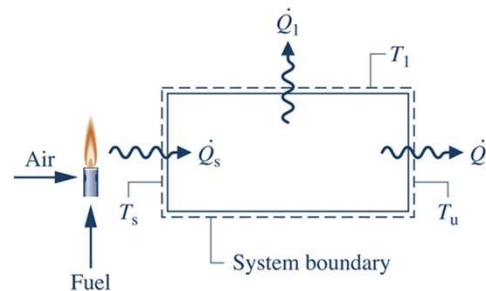 Q̇₁
T₁
Air
Q̇ₛ
Q̇
Tₛ
Tᵤ
System boundary
Fuel